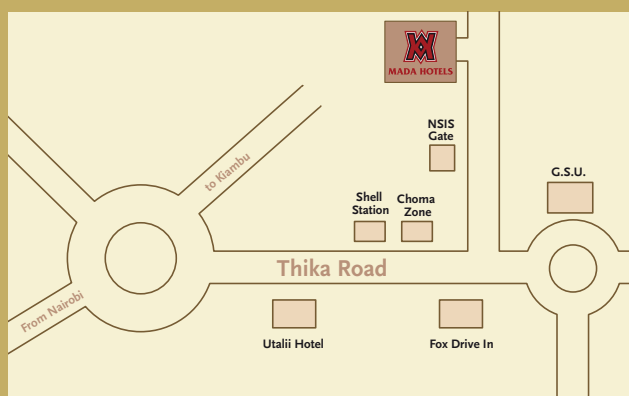 MADA HOTELS
NSIS
Gate
to Kiambu
G.S.U.
Shell
Station
Choma
Zone
Thika Road
From Nairobi
Utalii Hotel
Fox Drive In